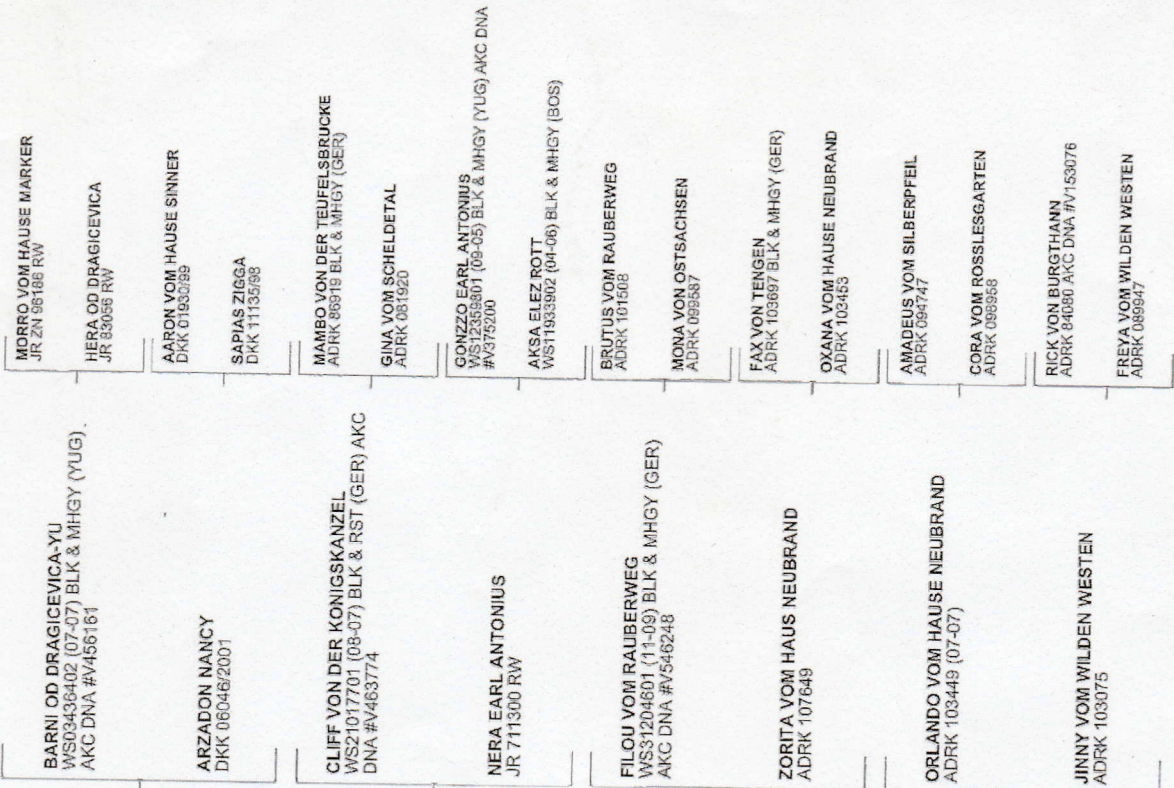 BARNI OD DRAGICEVICA-YU
WS03436402 (07-07) BLK & MHGY (YUG).
AKC DNA #V456161
ARZADON NANCY
DKK 06046/2001
CLIFF VON DER KONIGSKANZEL
WS21017701 (08-07) BLK & RST (GER) AKC
DNA #V463774
NERA EARL ANTONIUS
JR 711300 RW
FILOU VOM RAUBERWEG
WS31204601 (11-09) BLK & MHGY (GER)
AKC DNA #V546248
ZORITA VOM HAUS NEUBRAND
ADRK 107649
ORLANDO VOM HAUSE NEUBRAND
ADRK 103449 (07-07)
JINNY VOM WILDEN WESTEN
ADRK 103075
MORRO VOM HAUSE MARKER
JR ZN 96186 RW
HERA OD DRAGICEVICA
JR 83056 RW
AARON VOM HAUSE SINNER
DKK 01930/99
SAPIAS ZIGGA
DKK 11135/98
MAMBO VON DER TEUFELSBRUCKE
ADRK 86919 BLK & MHGY (GER)
GINA VOM SCHELDETAL
ADRK 081920
GONZZO EARL ANTONIUS
WS12359801 (09-05) BLK & MHGY (YUG) AKC DNA
#V375200
AKSA ELEZ ROTT
WS11933902 (04-06) BLK & MHGY (BOS)
BRUTUS VOM RAUBERWEG
ADRK 101508
MONA VON OSTSACHSEN
ADRK 099587
FAX VON TENGEN
ADRK 103697 BLK & MHGY (GER)
OXANA VOM HAUSE NEUBRAND
ADRK 103453
AMADEUS VOM SILBERPFEIL
ADRK 094747
CORA VOM ROSSLESGARTEN
ADRK 098958
RICK VON BURGTHANN
ADRK 84080 AKC DNA #V153076
FREYA VOM WILDEN WESTEN
ADRK 089947